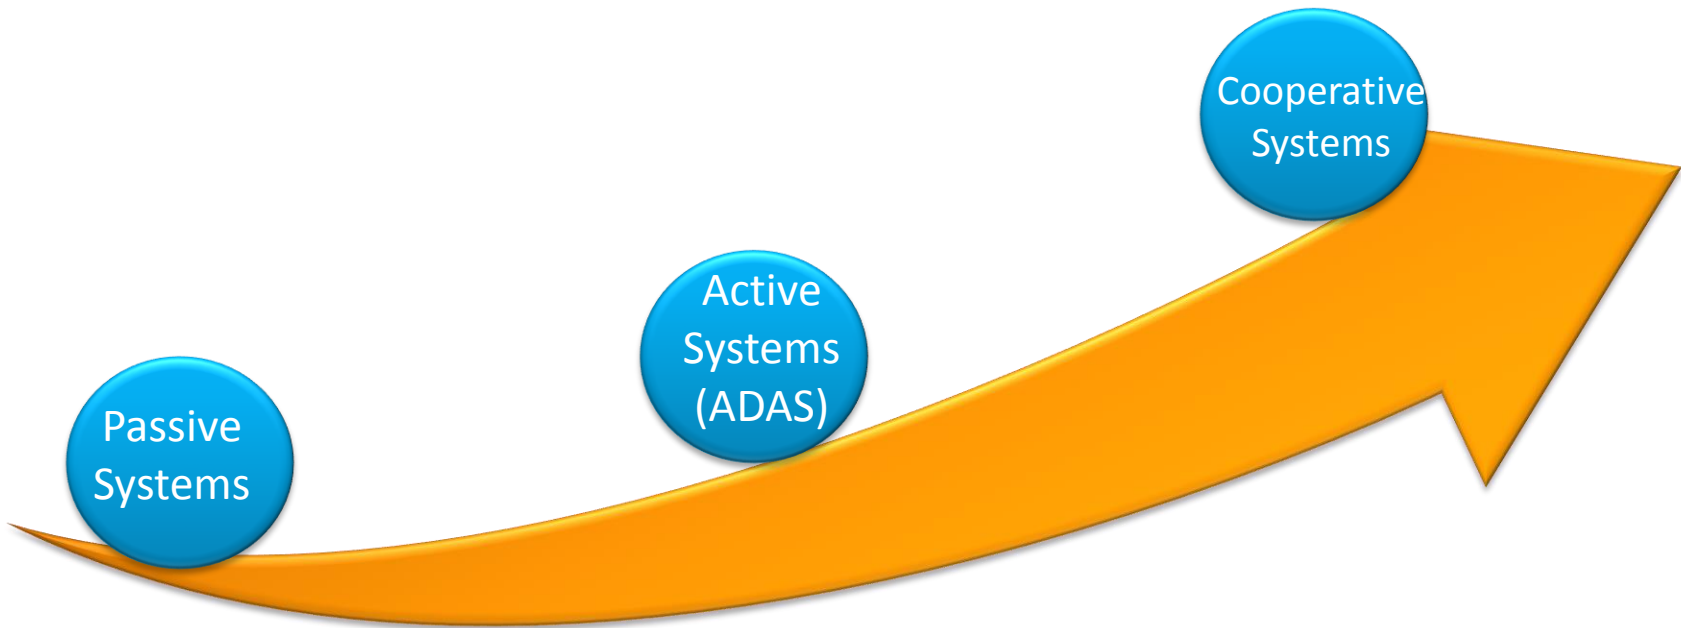 Passive
Systems
Active
Systems
(ADAS)
Cooperative
Systems